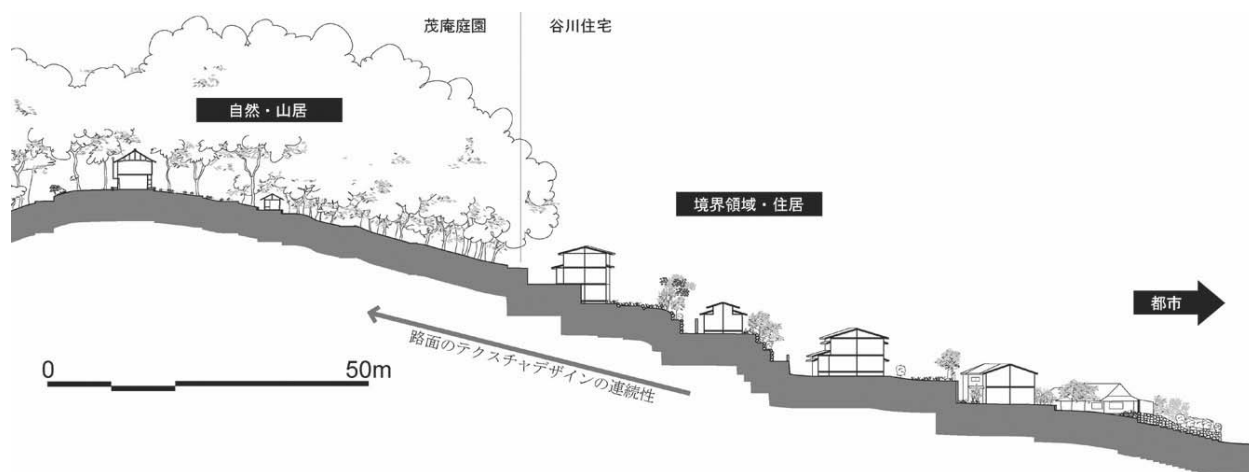 茂庵庭園
谷川住宅
自然・山居
境界領域・住居
都市
路面のテクスチャデザインの連続性
0 50m